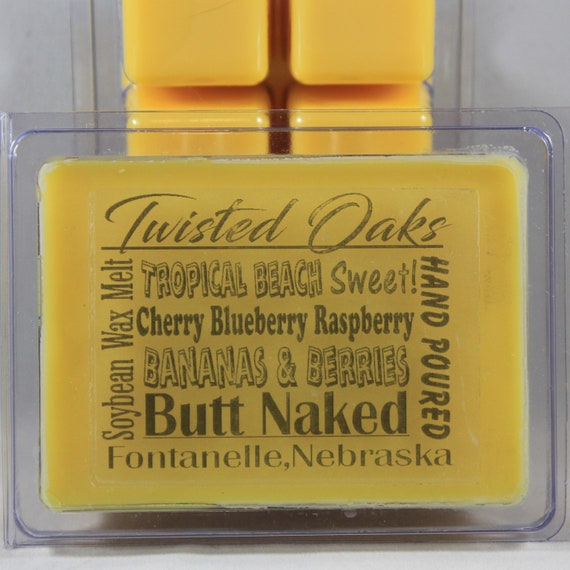 Twisted Oaks
Soybean Wax Melt
TROPICAL BEACH Sweet!
Cherry Blueberry Raspberry
BANANAS & BERRIES
Butt Naked
HAND POURED
Fontanelle,Nebraska